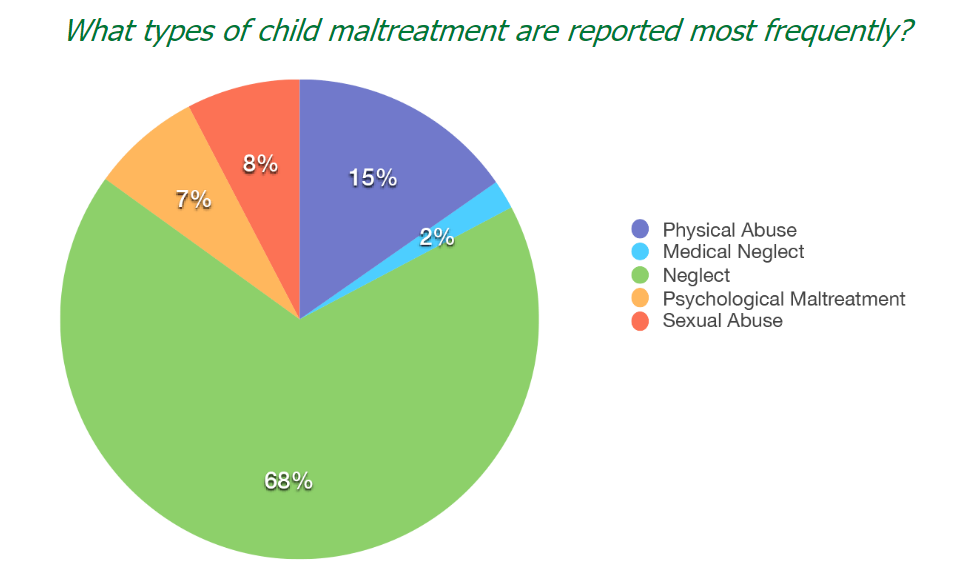 What types of child maltreatment are reported most frequently?
8%
15%
7%
2%
68%
Physical Abuse
Medical Neglect
Neglect
Psychological Maltreatment
Sexual Abuse